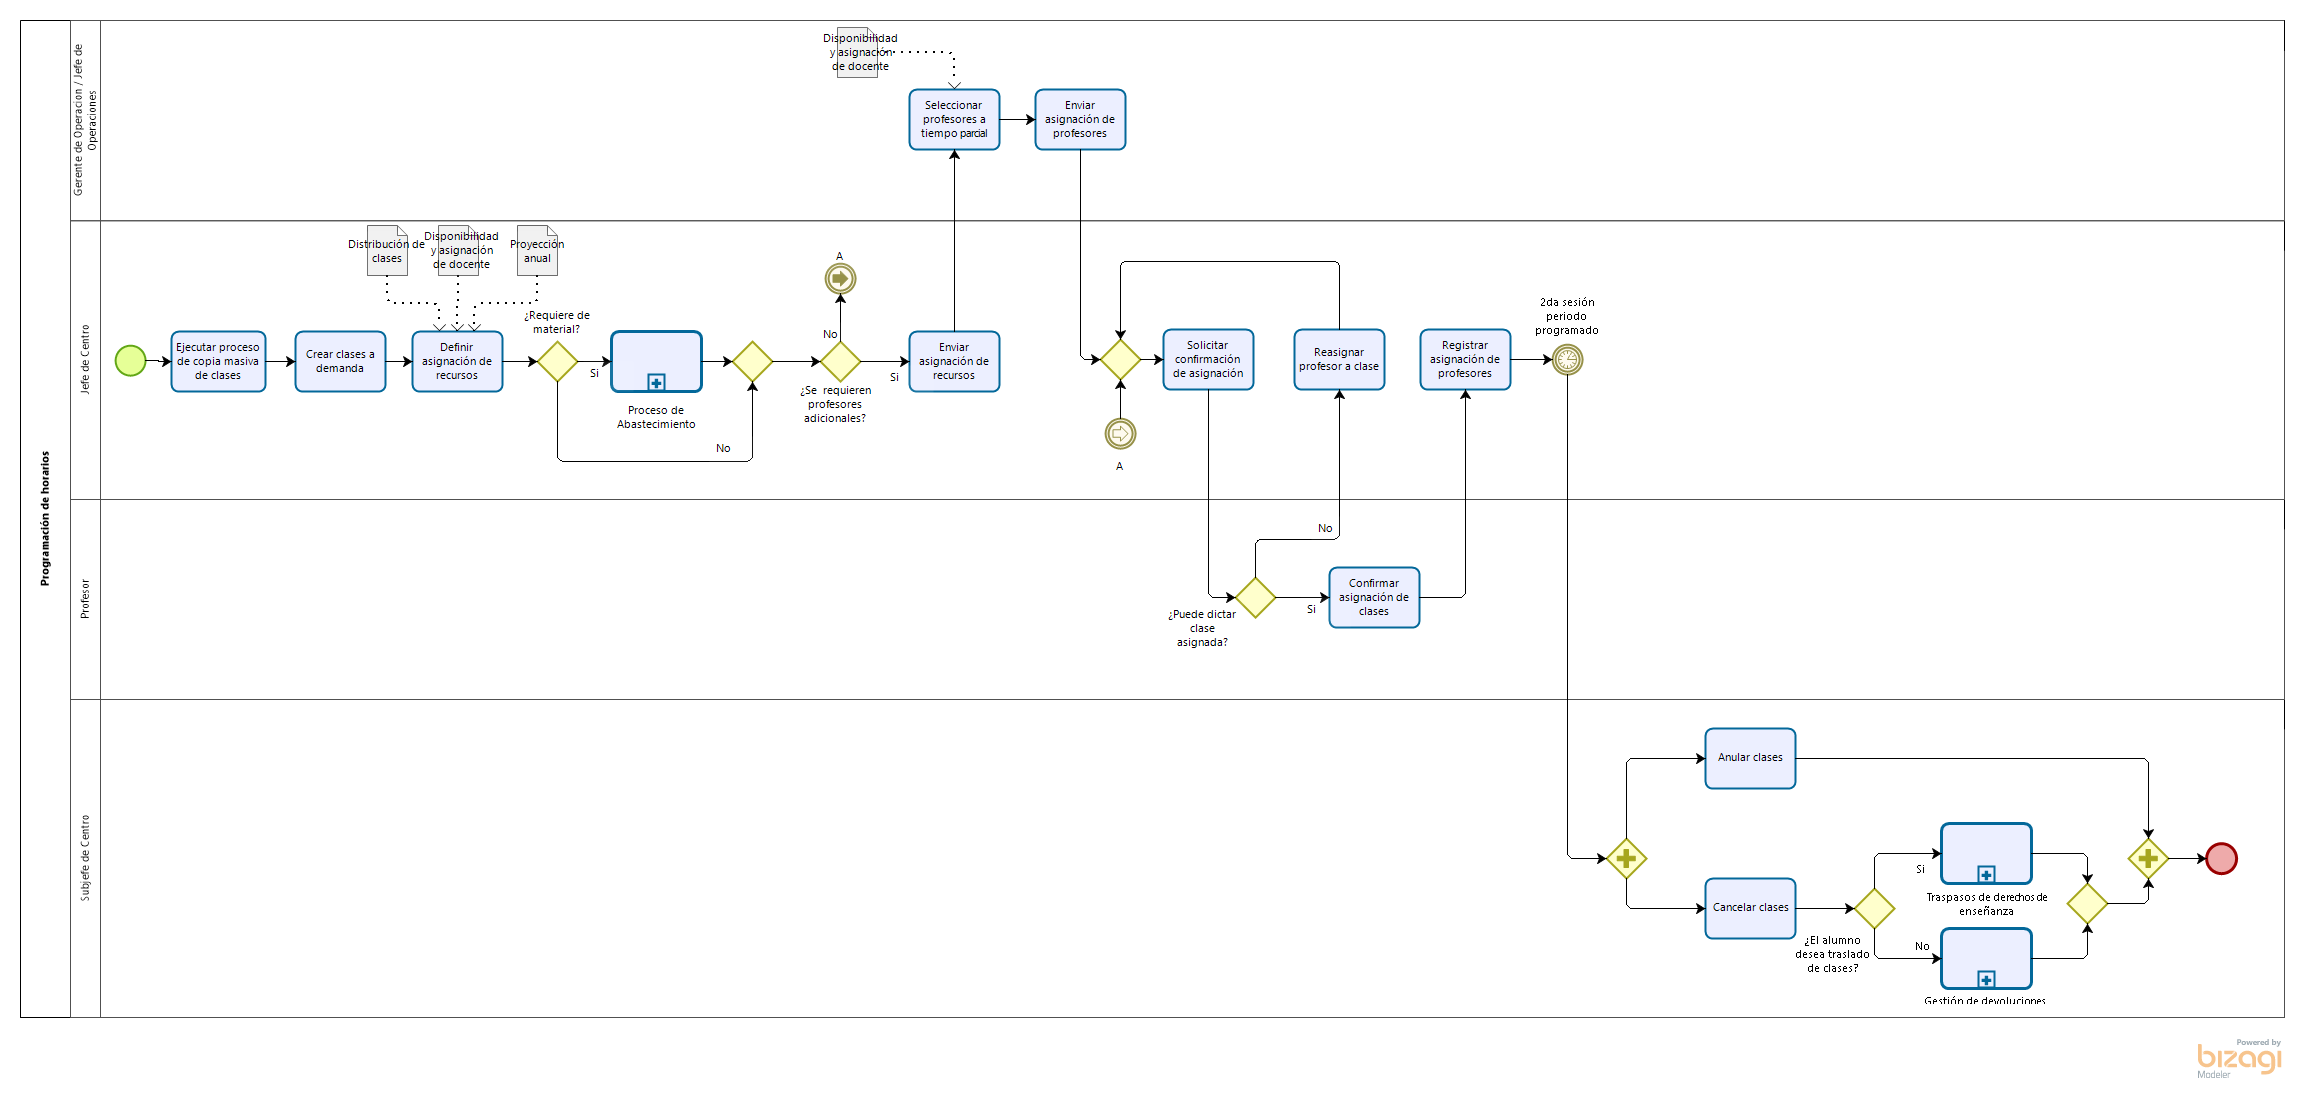 Programación de horarios
Gerente de Operacion / Jefe de
Operaciones
Disponibilidad
y asignación
de docente
Seleccionar
profesores a
tiempo parcial
Enviar
asignación de
profesores
Jefe de Centro
Distribución de
clases
Disponibilidad
y asignación
de docente
Proyección
anual
Ejecutar proceso
de copia masiva
de clases
Crear clases a
demanda
Definir
asignación de
recursos
¿Requiere de
material?
Si
No
Proceso de
Abastecimiento
A
No
¿Se requieren
profesores
adicionales?
Si
Enviar
asignación de
recursos
A
Solicitar
confirmación
de asignación
Reasignar
profesor a clase
Registrar
asignación de
profesores
2da sesión
periodo
programado
Profesor
¿Puede dictar
clase
asignada?
No
Si
Confirmar
asignación de
clases
Subjefe de Centro
Anular clases
Cancelar clases
¿El alumno
desea traslado
de clases?
Si
Traspasos de derechos de
enseñanza
No
Gestión de devoluciones
Powered by
bizagi
Modeler